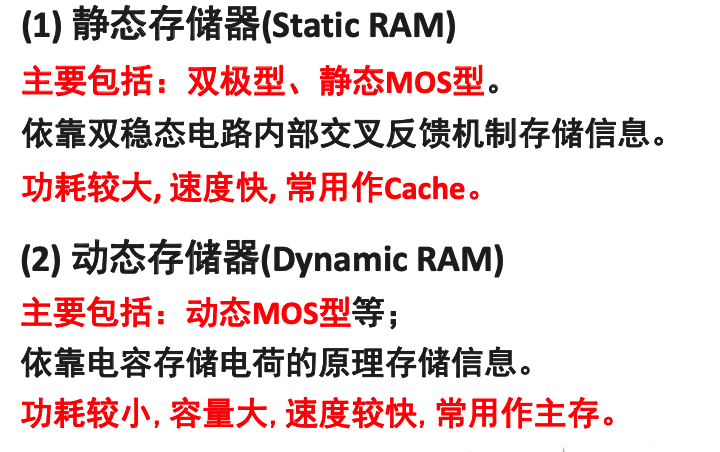 (1) 静态存储器(Static RAM)
主要包括：双极型、静态MOS型。
依靠双稳态电路内部交叉反馈机制存储信息。
功耗较大, 速度快, 常用作Cache。
(2) 动态存储器(Dynamic RAM)
主要包括：动态MOS型等；
依靠电容存储电荷的原理存储信息。
功耗较小, 容量大, 速度较快, 常用作主存。